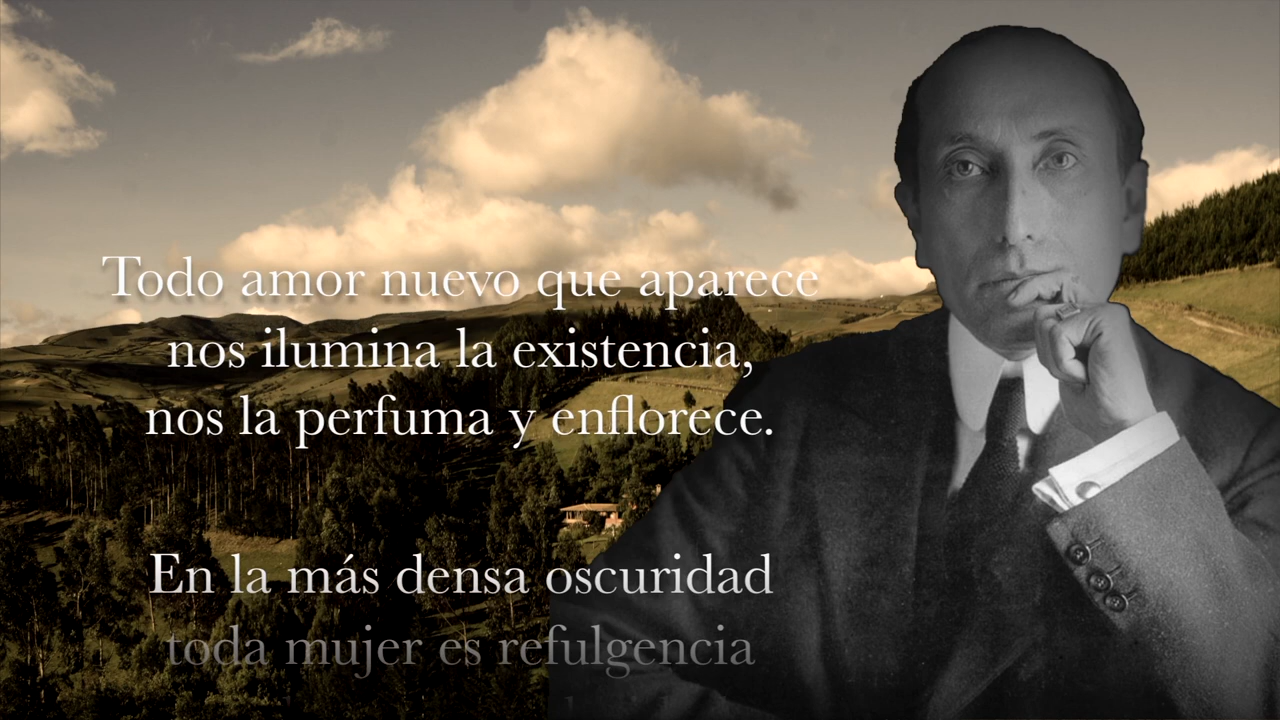 Todo amor nuevo que aparece
nos ilumina la existencia,
nos la perfuma y enflorece.
En la más densa oscuridad
toda mujer es refulgencia